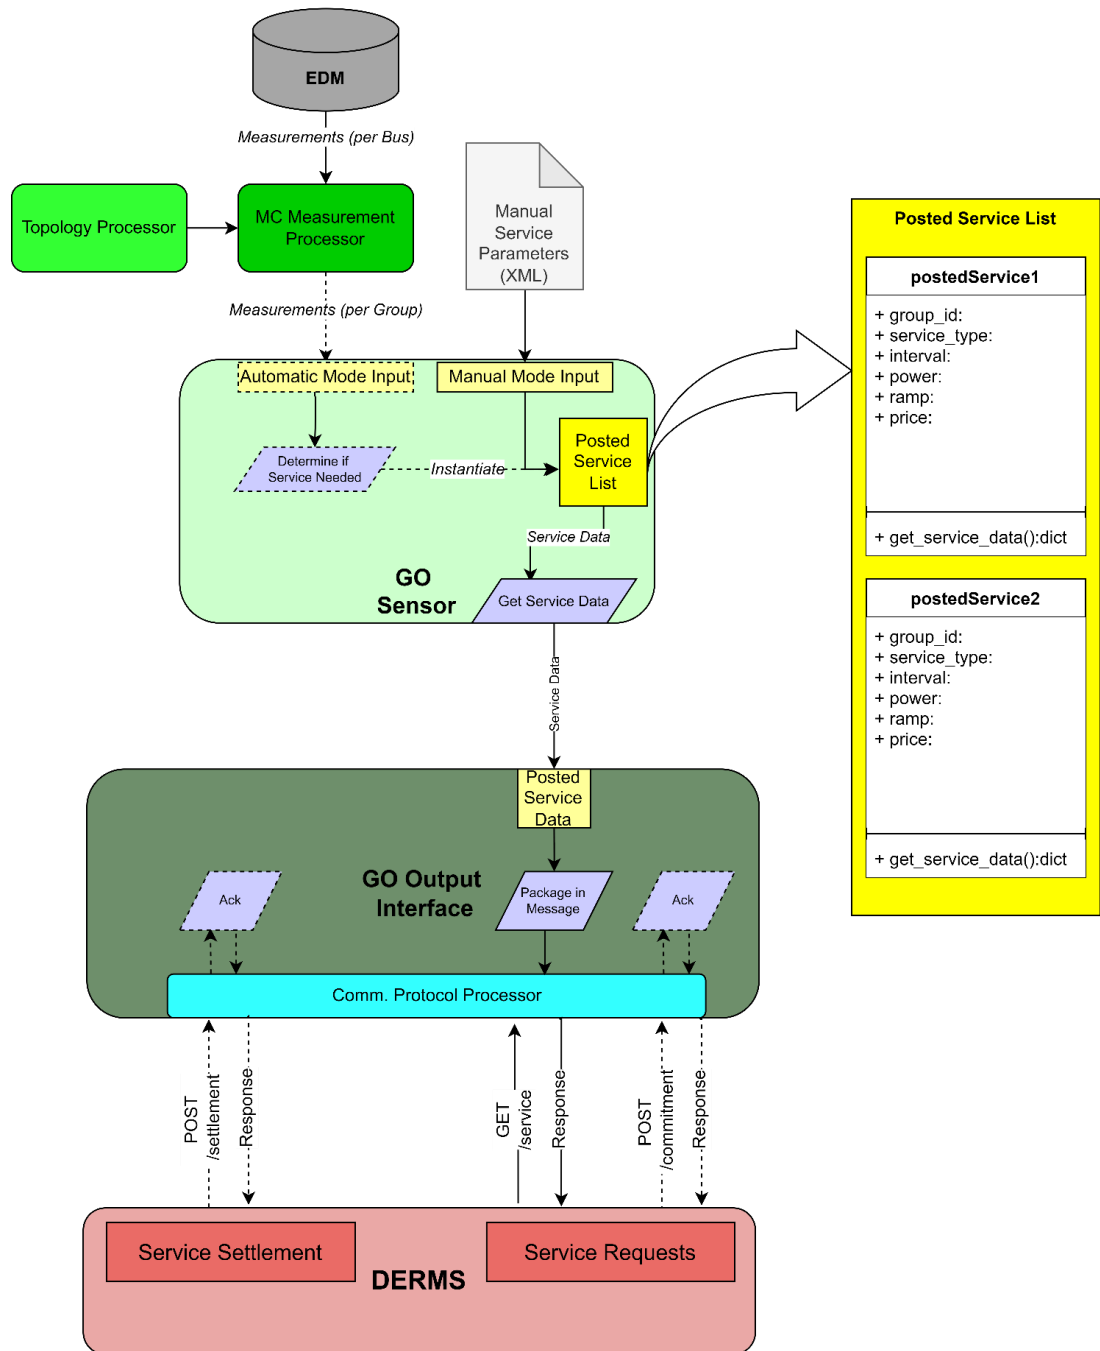 EDM
Measurements (per Bus)
Topology Processor
MC Measurement
Processor
Manual
Service
Parameters
(XML)
Measurements (per Group)
Automatic Mode Input
Manual Mode Input
Determine if
Service Needed
Instantiate
Posted
Service
List
Service Data
GO
Sensor
Get Service Data
Service Data
Posted Service List
postedService1
+ group_id:
+ service_type:
+ interval:
+ power:
+ ramp:
+ price:
+ get_service_data():dict
postedService2
+ group_id:
+ service_type:
+ interval:
+ power:
+ ramp:
+ price:
+ get_service_data():dict
Posted
Service
Data
Ack
GO Output
Interface
Package in
Message
Ack
Comm. Protocol Processor
POST
/settlement
Response
GET
/service
Response
POST
/commitment
Response
Service Settlement
Service Requests
DERMS